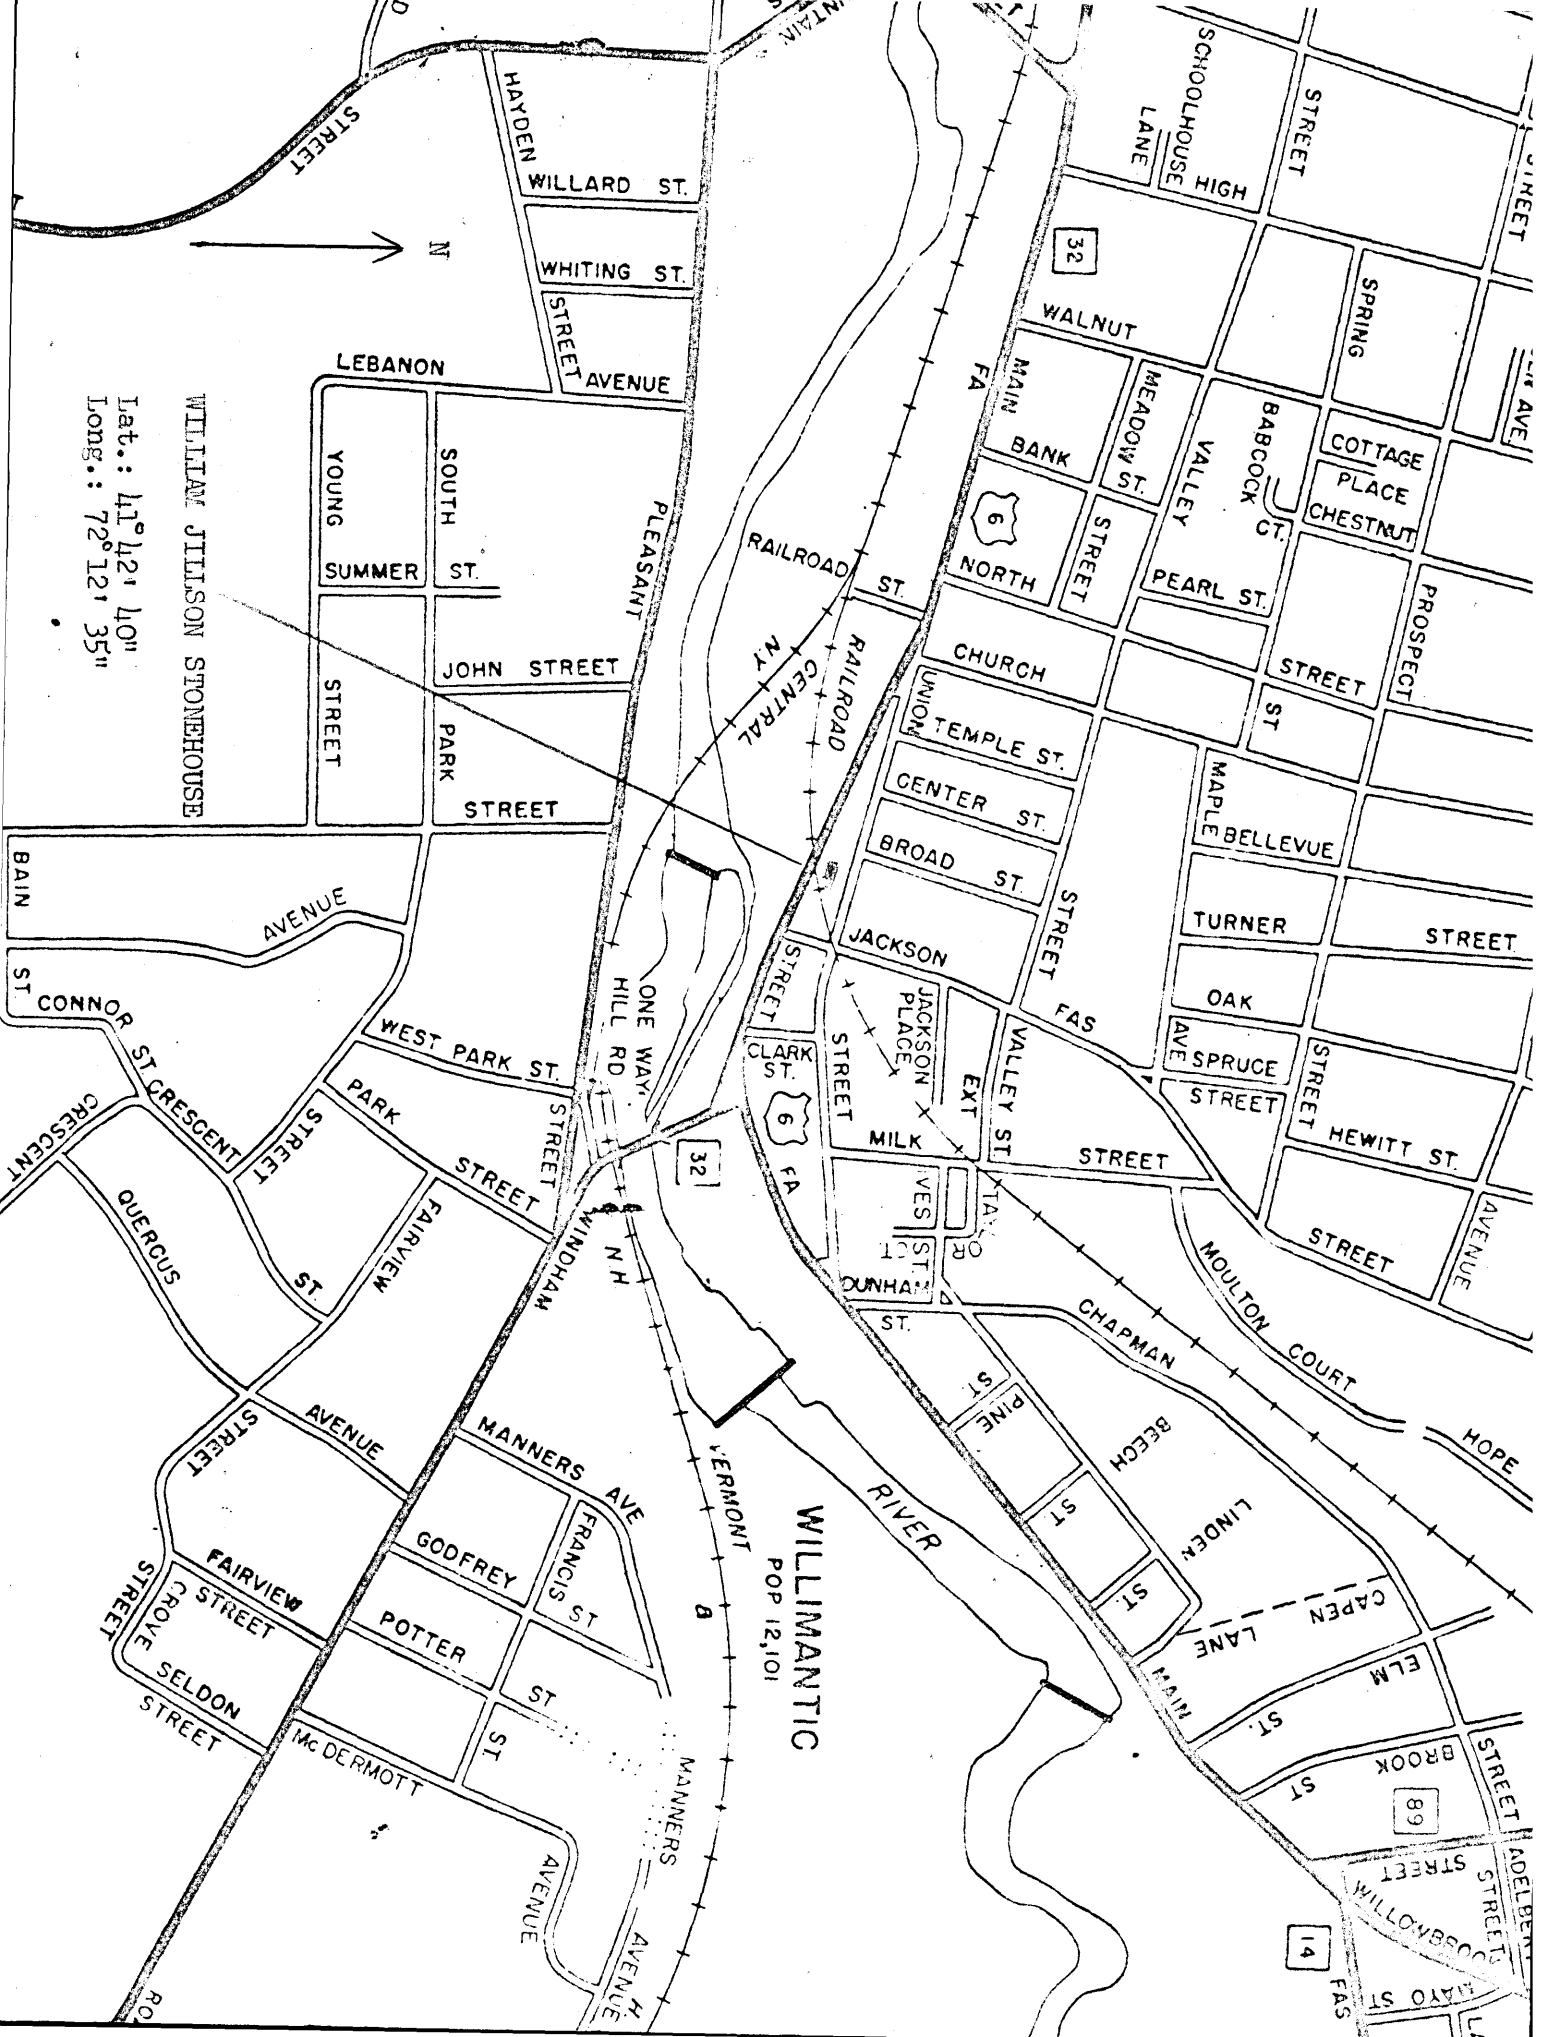 WILLIAM JILLSON STONEHOUSE
Lat.: 41° 42' 40"
Long.: 72° 12' 35"
N
WILLIMANTIC
POP 12,101
STREET
HAYDEN
WILLARD ST.
WHITING ST.
STREET
LEBANON
AVENUE
YOUNG
STREET
SOUTH
ST.
SUMMER
JOHN STREET
PARK
STREET
PLEASANT
BAIN
ST.
AVENUE
CONNOR
ST.
CRESCENT
CRESCENT
STREET
WEST PARK ST.
PARK
STREET
STREET
QUERCUS
AVENUE
FAIRVIEW
ST.
STREET
WINDHAM
MANNERS
AVE
FRANCIS ST
GODFREY
ST
POTTER
ST
FAIRVIEW
STREET
STREET
SELDON
STREET
McDERMOTT
AVENUE
MANNERS
AVENUE
ONE WAY
HILL RD
N H
VERMONT
RIVER
32
RAILROAD
ST.
RAILROAD
N.Y.
CENTRAL
SCHOOLHOUSE
LANE
HIGH
STREET
STREET
32
WALNUT
MAIN
FA
BANK
MEADOW ST.
VALLEY
SPRING
BABCOCK
CT.
COTTAGE
PLACE
CHESTNUT
6
NORTH
STREET
PEARL ST.
PROSPECT
CHURCH
STREET
ST
UNION
TEMPLE ST.
CENTER ST.
BROAD ST.
STREET
MAPLE
AVE
BELLEVUE
TURNER
STREET
OAK
SPRUCE
STREET
STREET
HEWITT ST.
AVENUE
JACKSON
JACKSON
PLACE
FAS
STREET
CLARK
ST.
STREET
6
FA
MILK
STREET
EXT
VALLEY ST.
IVES
ST.
CT.
DUNHAM
ST.
STREET
MOULTON
COURT
HOPE
CHAPMAN
ST.
PINE
BEECH
ST
LINDEN
ST.
CAPEN
LANE
MAIN
ELM
ST.
BROOK
ST
89
STREET
STREET
STREET
MAYO ST
14
FAS